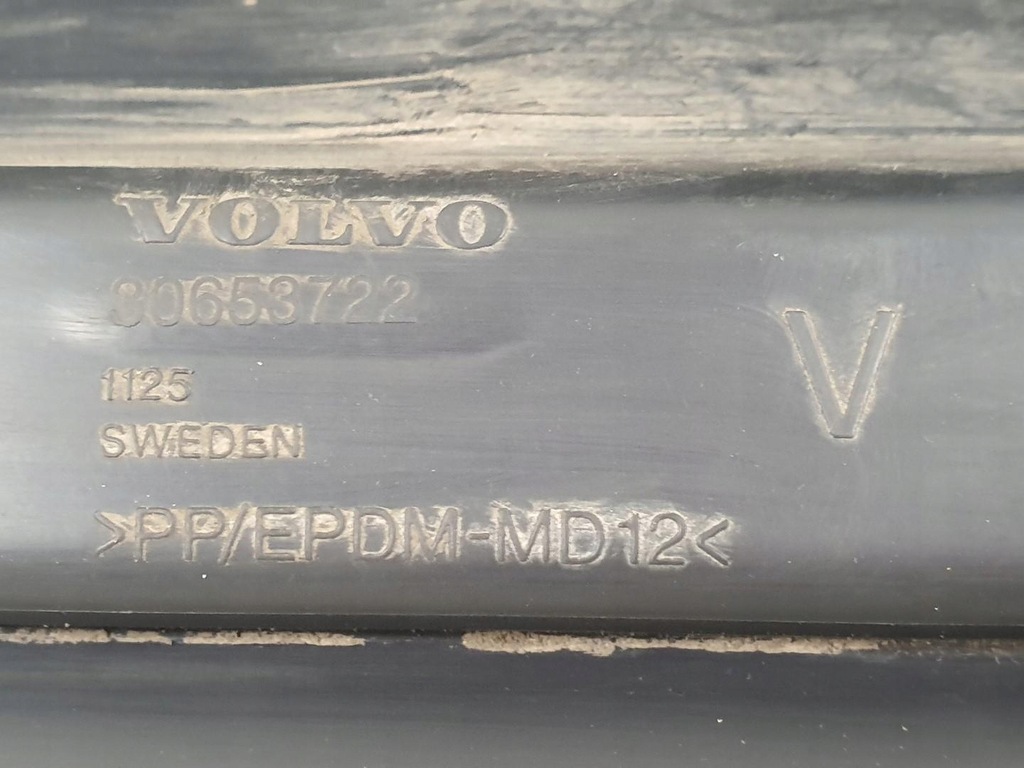 VOLVO
30653722
1125
SWEDEN
V
>PP/EPDM-MD12<